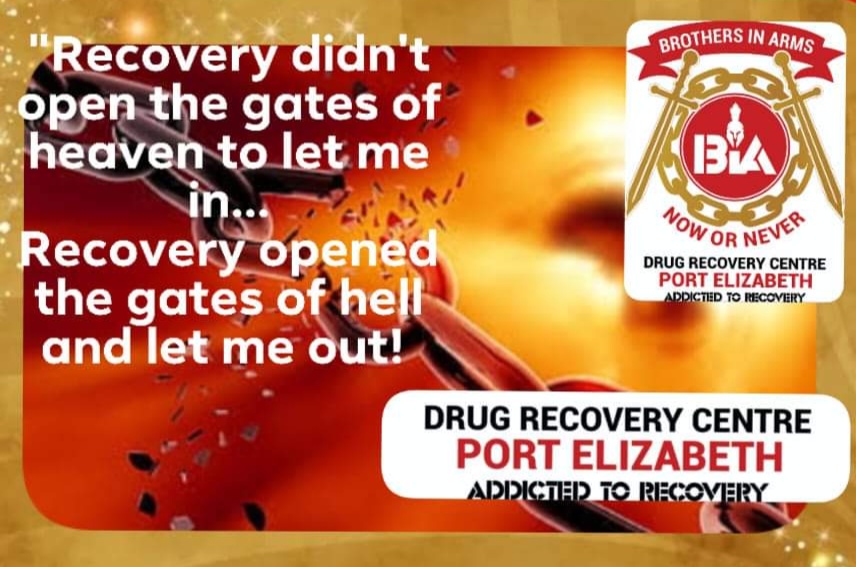 "Recovery didn't
open the gates of
heaven to let me
in...
Recovery opened
the gates of hell
and let me out!
BROTHERS IN ARMS
BIA
NOW OR NEVER
DRUG RECOVERY CENTRE
PORT ELIZABETH
ADDICTED TO RECOVERY
DRUG RECOVERY CENTRE
PORT ELIZABETH
ADDICTED TO RECOVERY